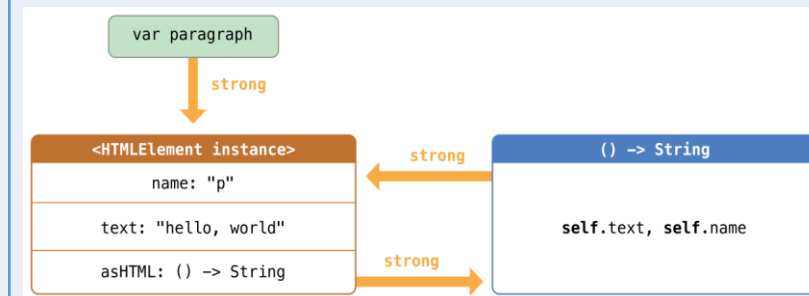 var paragraph
strong
<HTMLElement instance>
name: "p"
text: "hello, world"
asHTML: () -> String
strong
strong
() -> String
self.text, self.name